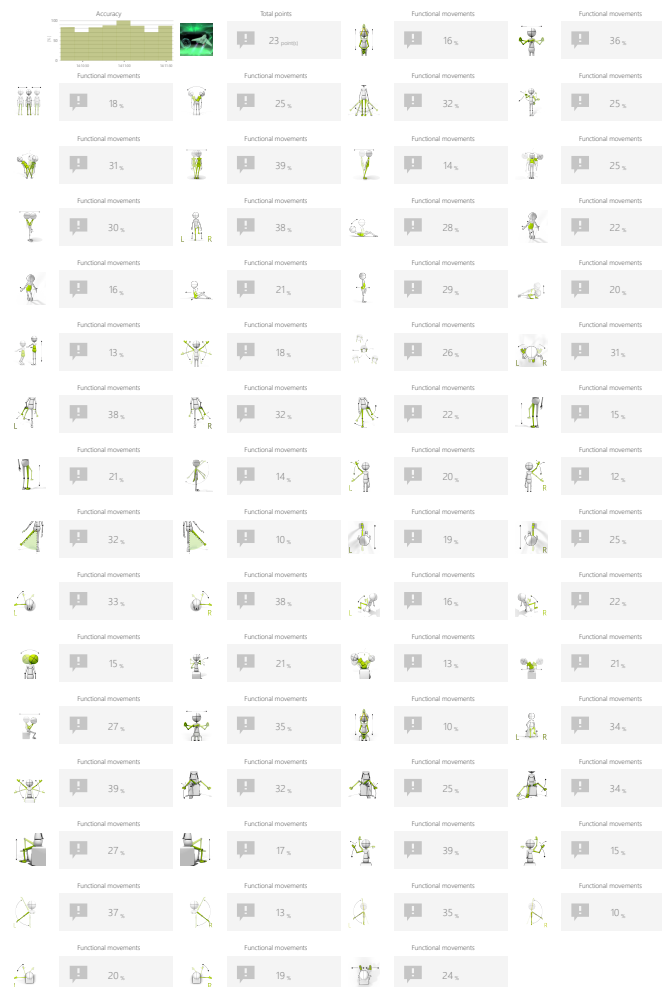 Accuracy
Total points
Functional movements
Functional movements
100
50
0
[%]
23 [points]
16 %
36 %
Functional movements
Functional movements
Functional movements
Functional movements
18 %
25 %
32 %
25 %
Functional movements
Functional movements
Functional movements
Functional movements
31 %
39 %
14 %
25 %
Functional movements
Functional movements
Functional movements
Functional movements
30 %
L R
38 %
28 %
22 %
Functional movements
Functional movements
Functional movements
Functional movements
16 %
21 %
29 %
20 %
Functional movements
Functional movements
Functional movements
Functional movements
13 %
18 %
26 %
L R
31 %
Functional movements
Functional movements
Functional movements
Functional movements
L
38 %
R
32 %
22 %
15 %
Functional movements
Functional movements
Functional movements
Functional movements
21 %
14 %
L
20 %
R
12 %
Functional movements
Functional movements
Functional movements
Functional movements
32 %
10 %
L
19 %
R
25 %
Functional movements
Functional movements
Functional movements
Functional movements
L
33 %
R
38 %
L
16 %
R
22 %
Functional movements
Functional movements
Functional movements
Functional movements
15 %
21 %
13 %
21 %
Functional movements
Functional movements
Functional movements
Functional movements
27 %
35 %
10 %
L R
34 %
Functional movements
Functional movements
Functional movements
Functional movements
39 %
32 %
25 %
34 %
Functional movements
Functional movements
Functional movements
Functional movements
27 %
17 %
39 %
15 %
Functional movements
Functional movements
Functional movements
Functional movements
37 %
R
13 %
L
35 %
R
10 %
Functional movements
Functional movements
Functional movements
20 %
R
19 %
24 %